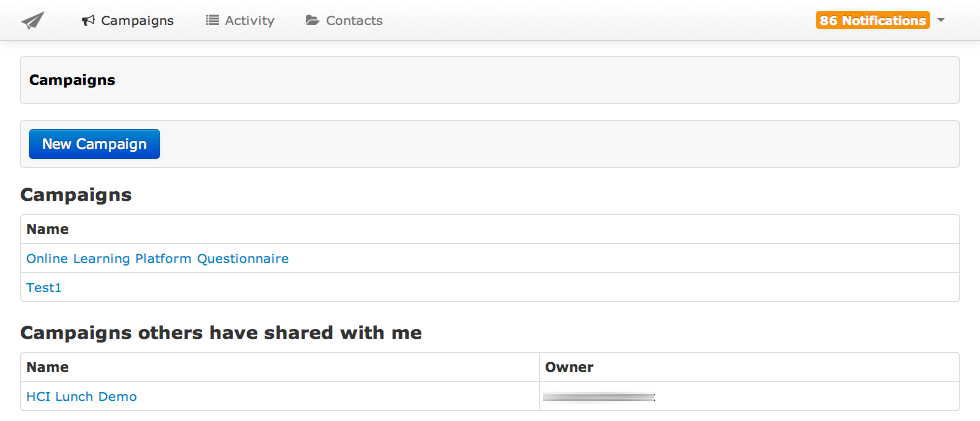 Campaigns Activity Contacts 86 Notifications
Campaigns
New Campaign
Campaigns
Name
Online Learning Platform Questionnaire
Test1
Campaigns others have shared with me
Name Owner
HCI Lunch Demo